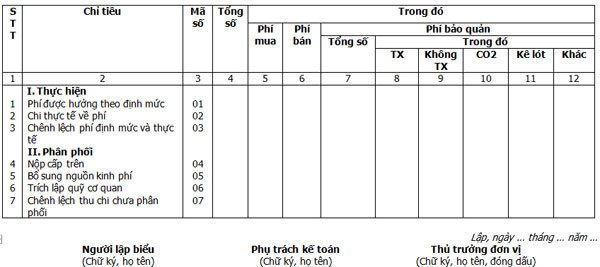 S T T Chỉ tiêu Mã số Tổng số Trong đó
Phí mua Phí bán Phí bảo quản
Tổng số Trong đó
TX Không TX CO2 Kê lót Khác
1 2 3 4 5 6 7 8 9 10 11 12
I. Thực hiện
1 Phí được hưởng theo định mức 01
2 Chi thực tế về phí 02
3 Chênh lệch phí định mức và thực tế 03
II. Phân phối
4 Nộp cấp trên 04
5 Bổ sung nguồn kinh phí 05
6 Trích lập quỹ cơ quan 06
7 Chênh lệch thu chi chưa phân phối 07
Lập, ngày ... tháng ... năm ...
Người lập biểu Phụ trách kế toán Thủ trưởng đơn vị
(Chữ ký, họ tên) (Chữ ký, họ tên) (Chữ ký, họ tên, đóng dấu)